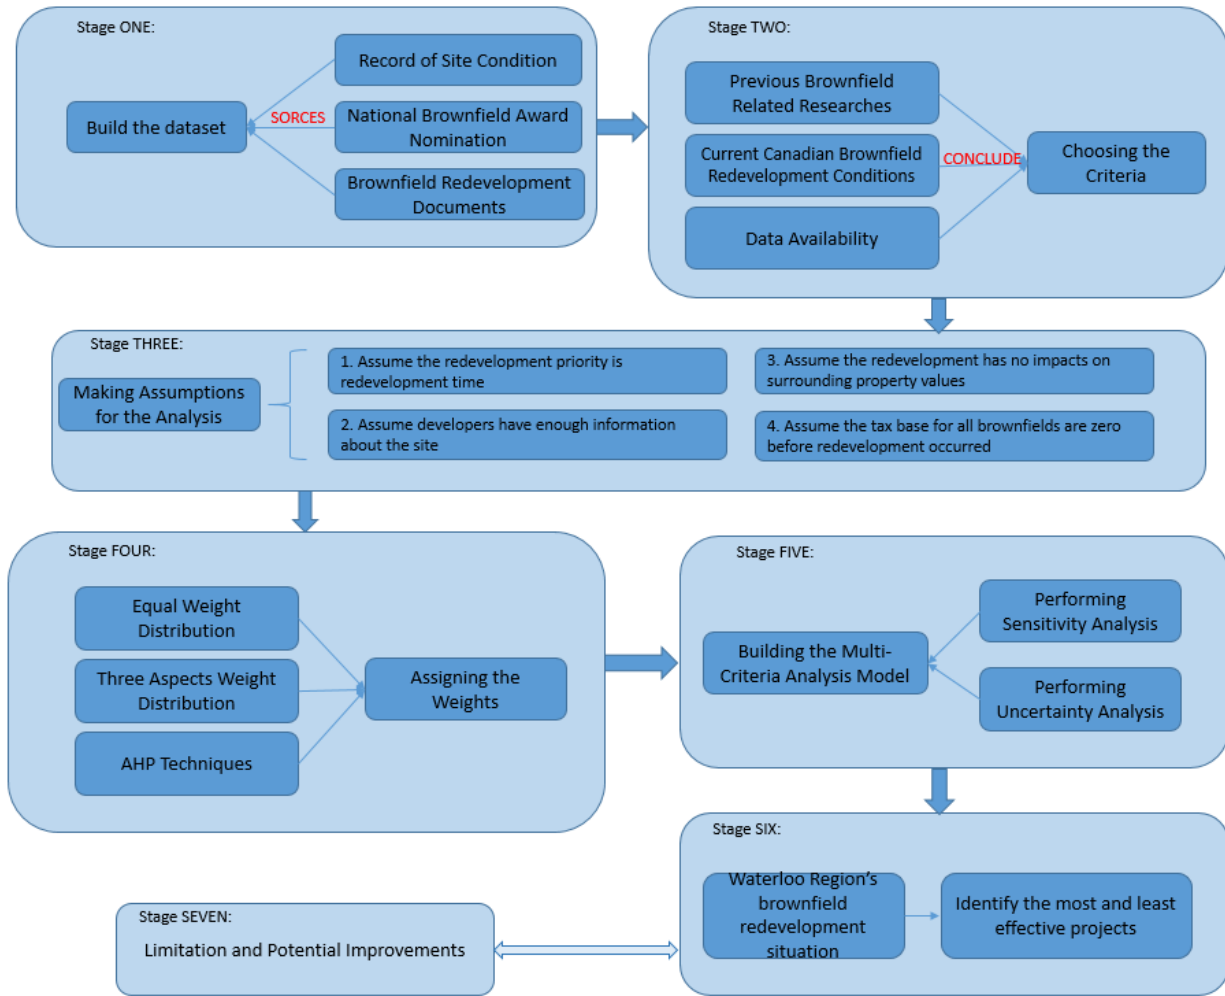 Stage ONE:
Record of Site Condition
Build the dataset
SORCES
National Brownfield Award
Nomination
Brownfield Redevelopment
Documents
Stage TWO:
Previous Brownfield
Related Researches
Current Canadian Brownfield
Redevelopment Conditions
CONCLUDE
Choosing the
Criteria
Data Availability
Stage THREE:
Making Assumptions
for the Analysis
1. Assume the redevelopment priority is
redevelopment time
2. Assume developers have enough information
about the site
3. Assume the redevelopment has no impacts on
surrounding property values
4. Assume the tax base for all brownfields are zero
before redevelopment occurred
Stage FOUR:
Equal Weight
Distribution
Three Aspects Weight
Distribution
AHP Techniques
Assigning the
Weights
Stage FIVE:
Building the Multi-
Criteria Analysis Model
Performing
Sensitivity Analysis
Performing
Uncertainty Analysis
Stage SIX:
Waterloo Region's
brownfield
redevelopment
situation
Identify the most and least
effective projects
Stage SEVEN:
Limitation and Potential Improvements